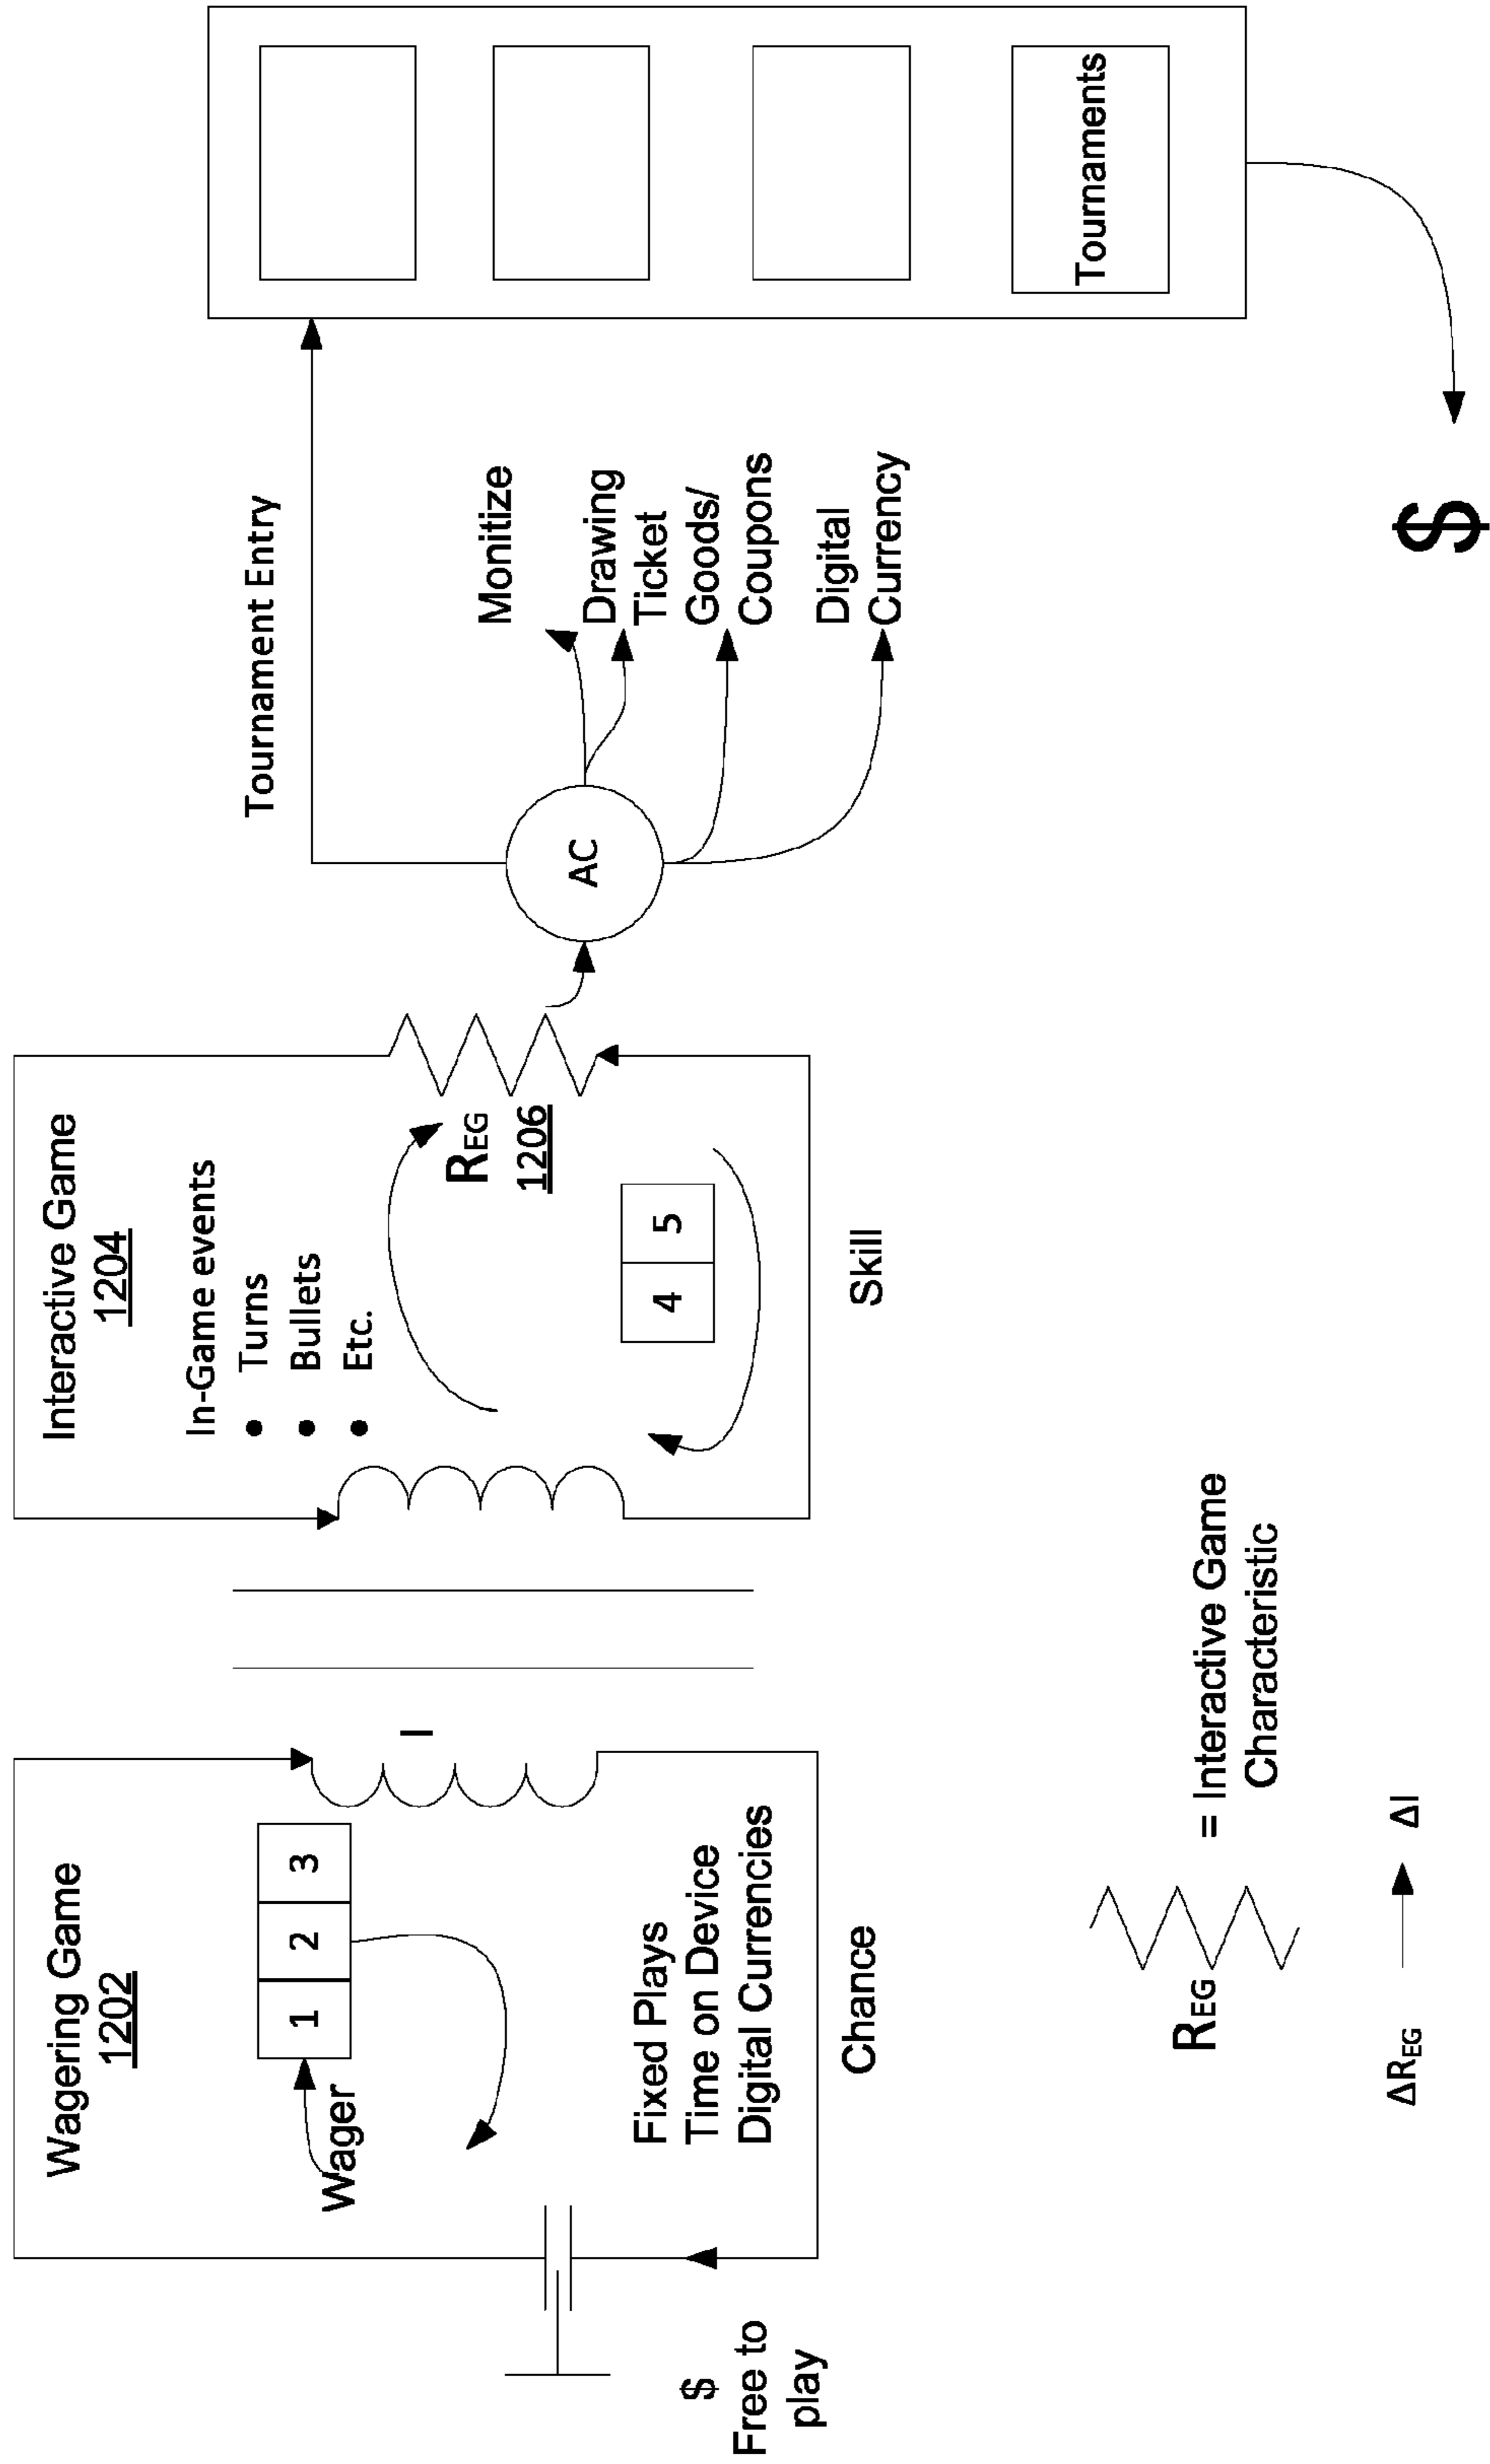 Wagering Game
1202
Wager
1 2 3
I
Fixed Plays
Time on Device
Digital Currencies
Chance
$
Free to
play
Interactive Game
1204
In-Game events
• Turns
• Bullets
• Etc.
REG
1206
4 5
Skill
AC
Tournament Entry
Monitize
Drawing
Ticket
Goods/
Coupons
Digital
Currency
Tournaments
$
REG = Interactive Game
Characteristic
ΔREG ΔI